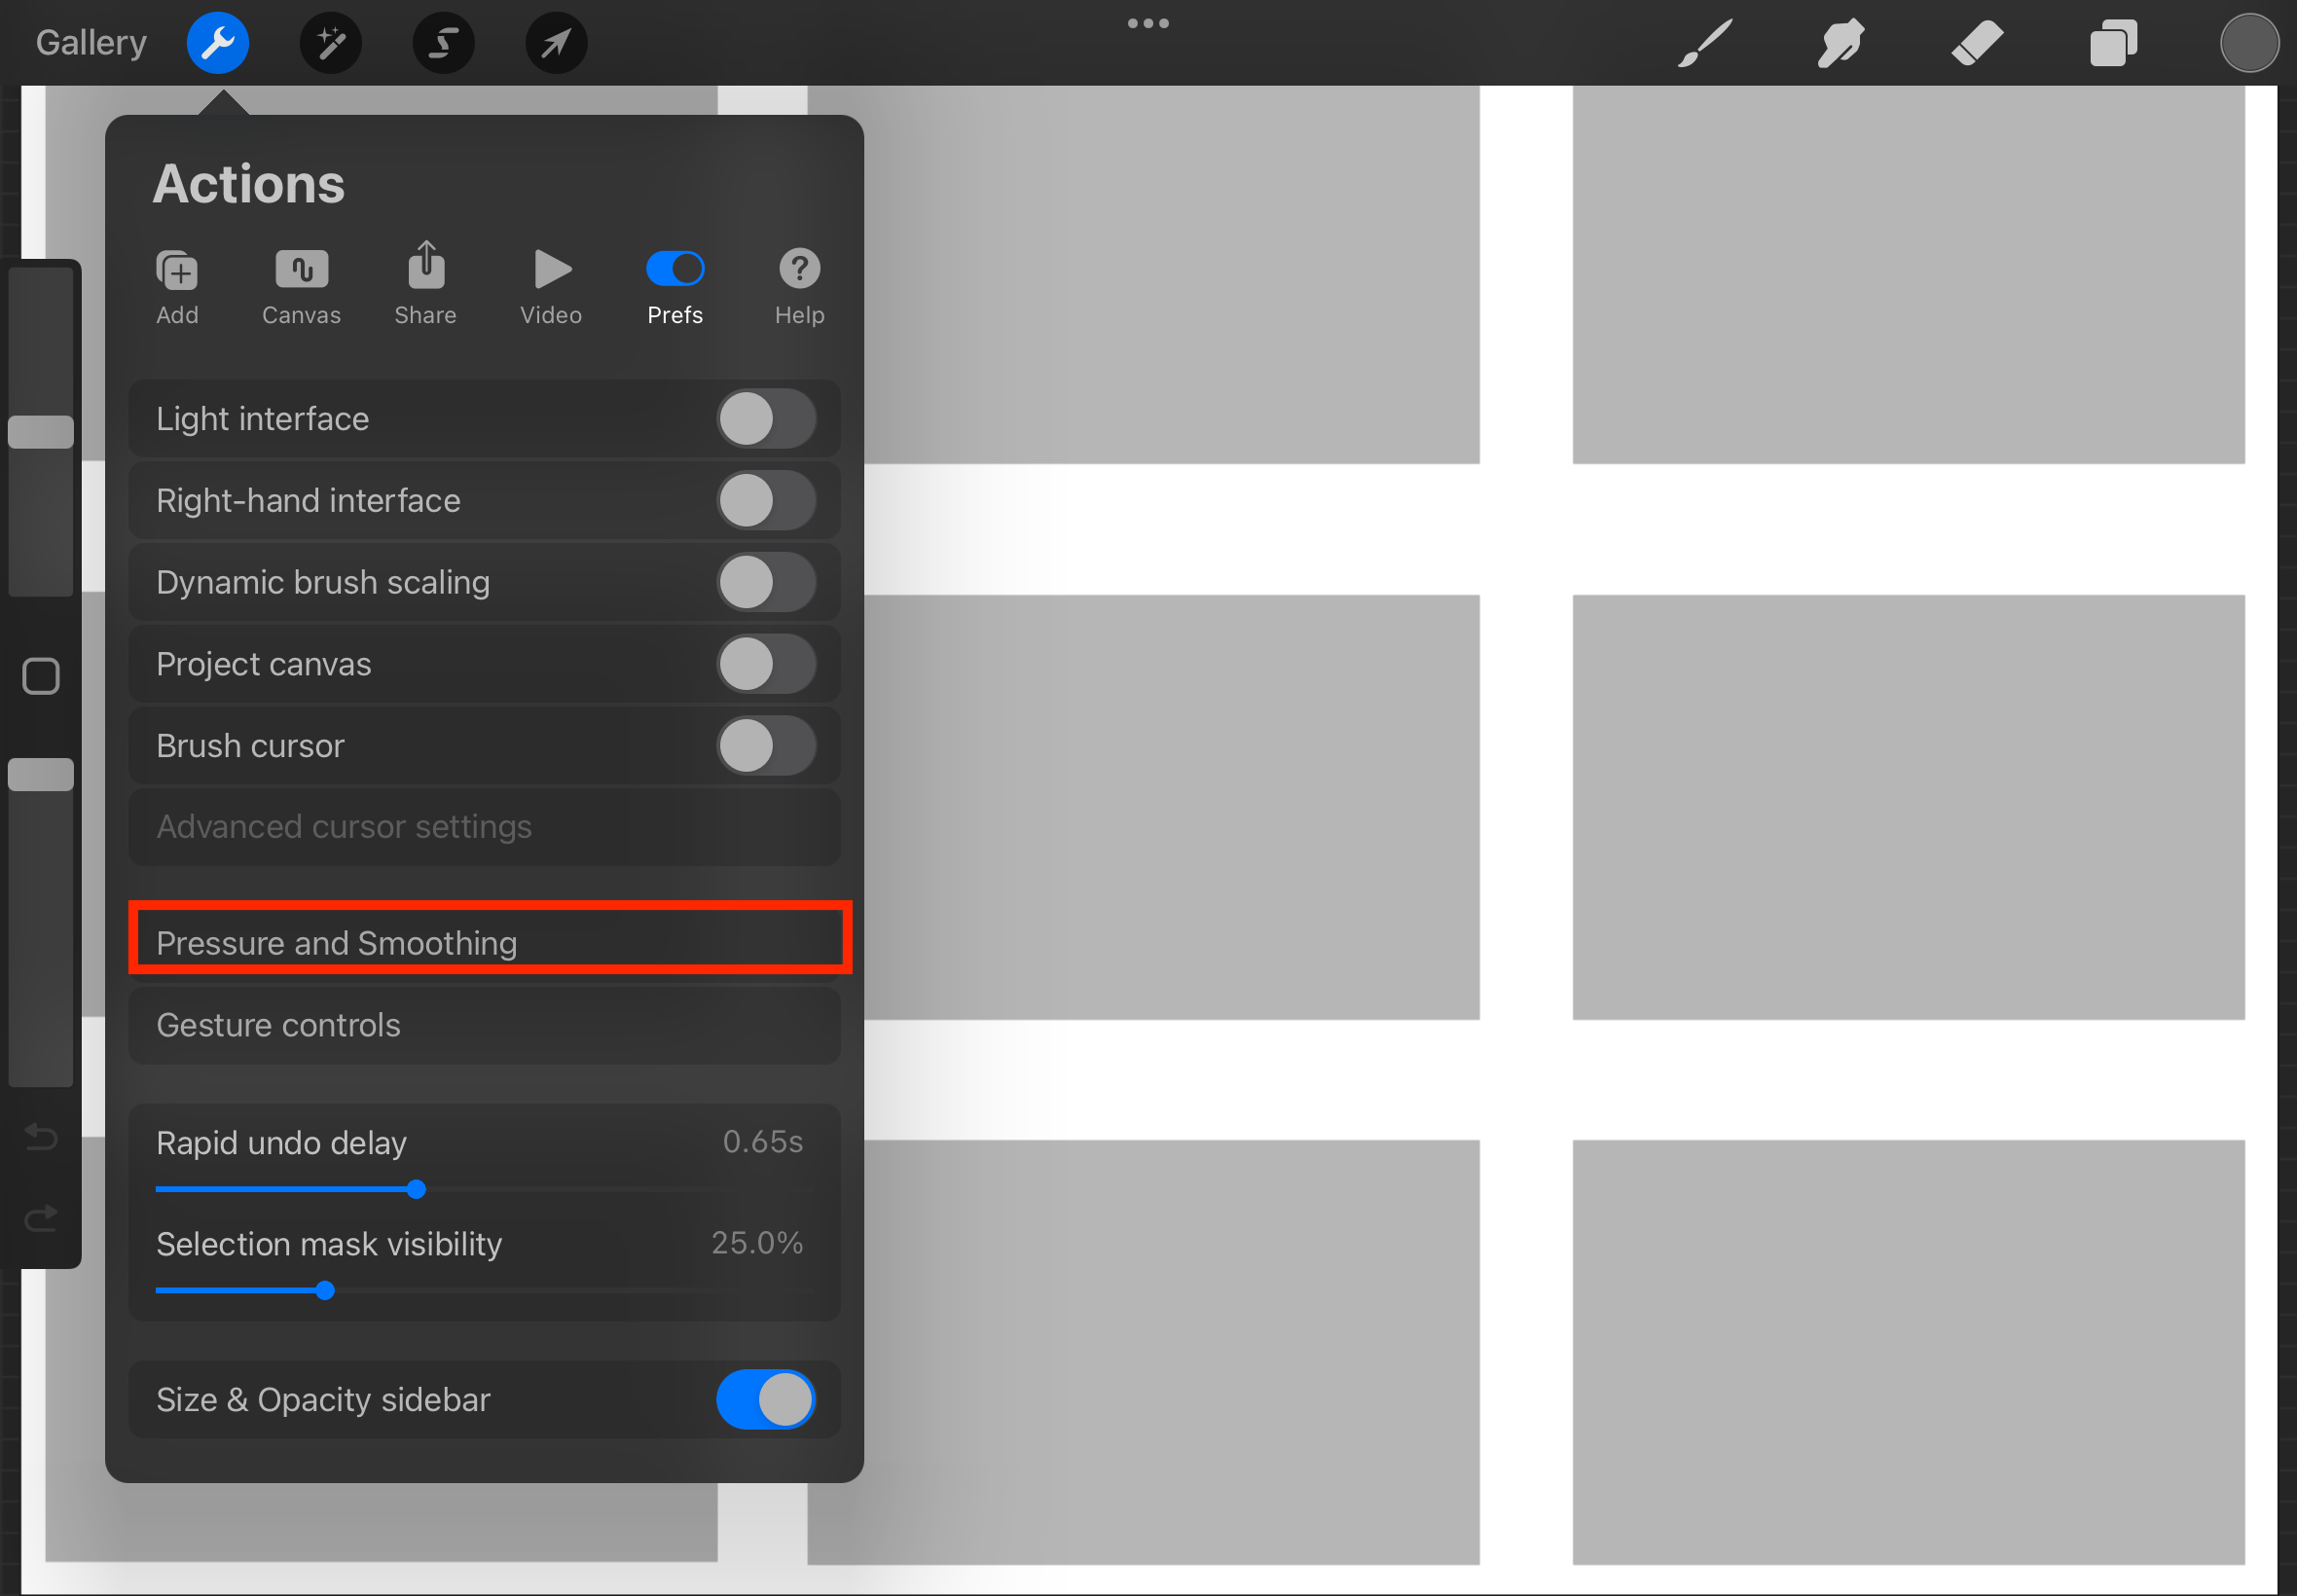 Gallery
Actions
Add Canvas Share Video Prefs Help
Light interface
Right-hand interface
Dynamic brush scaling
Project canvas
Brush cursor
Advanced cursor settings
Pressure and Smoothing
Gesture controls
Rapid undo delay 0.65s
Selection mask visibility 25.0%
Size & Opacity sidebar